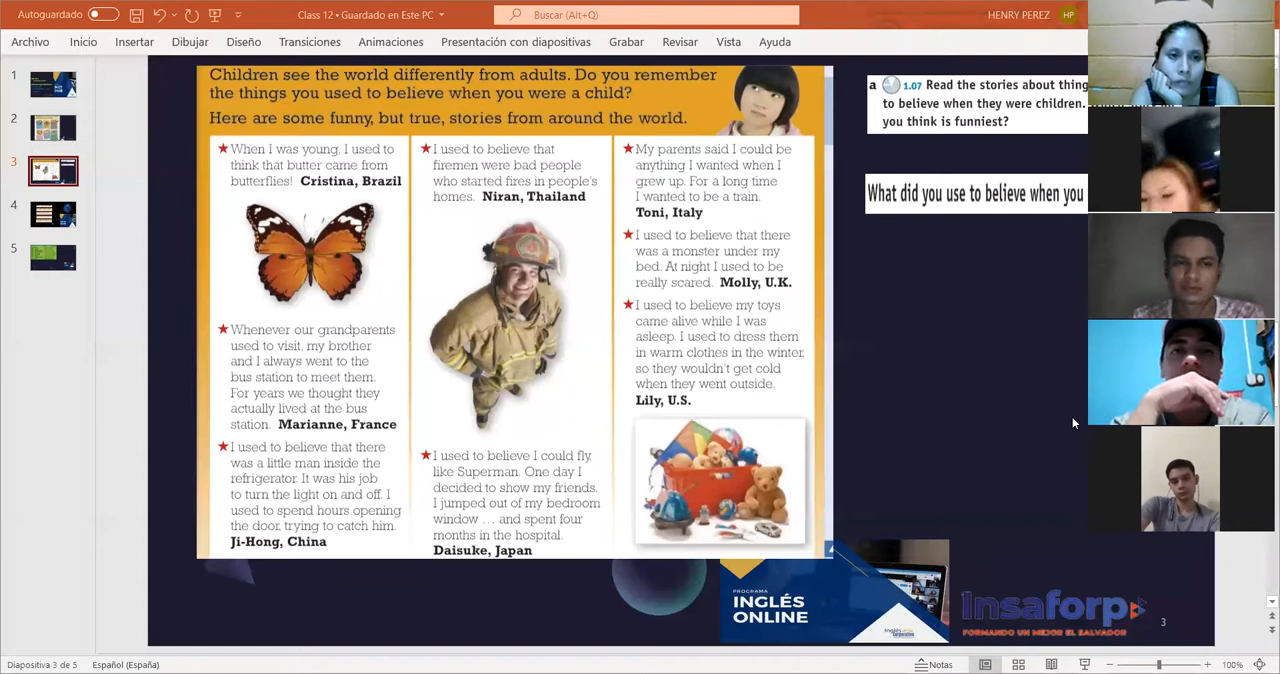 Autoguardado
Class 12 • Guardado en Este PC
Buscar (Alt+Q)
HENRY PEREZ
HP
Archivo Inicio Insertar Dibujar Diseño Transiciones Animaciones Presentación con diapositivas Grabar Revisar Vista Ayuda
1
2
3
4
5
Children see the world differently from adults. Do you remember
the things you used to believe when you were a child?
Here are some funny, but true, stories from around the world.
When I was young, I used to
think that butter came from
butterflies! Cristina, Brazil
Whenever our grandparents
used to visit, my brother
and I always went to the
bus station to meet them.
For years we thought they
actually lived at the bus
station. Marianne, France
I used to believe that there
was a little man inside the
refrigerator. It was his job
to turn the light on and off. I
used to spend hours opening
the door, trying to catch him.
Ji-Hong, China
I used to believe that
firemen were bad people
who started fires in people's
homes. Niran, Thailand
I used to believe I could fly,
like Superman. One day I
decided to show my friends.
I jumped out of my bedroom
window ... and spent four
months in the hospital.
Daisuke, Japan
My parents said I could be
anything I wanted when I
grew up. For a long time
I wanted to be a train.
Toni, Italy
I used to believe that there
was a monster under my
bed. At night I used to be
really scared. Molly, U.K.
I used to believe my toys
came alive while I was
asleep. I used to dress them
in warm clothes in the winter,
so they wouldn't get cold
when they went outside.
Lily, U.S.
a 1.07 Read the stories about thing
to believe when they were children.
you think is funniest?
What did you use to believe when you
PROGRAMA
INGLÉS
ONLINE
Insaforp
FORMANDO UN MEJOR EL SALVADOR
3
Diapositiva 3 de 5
Español (España)
Notas
100%